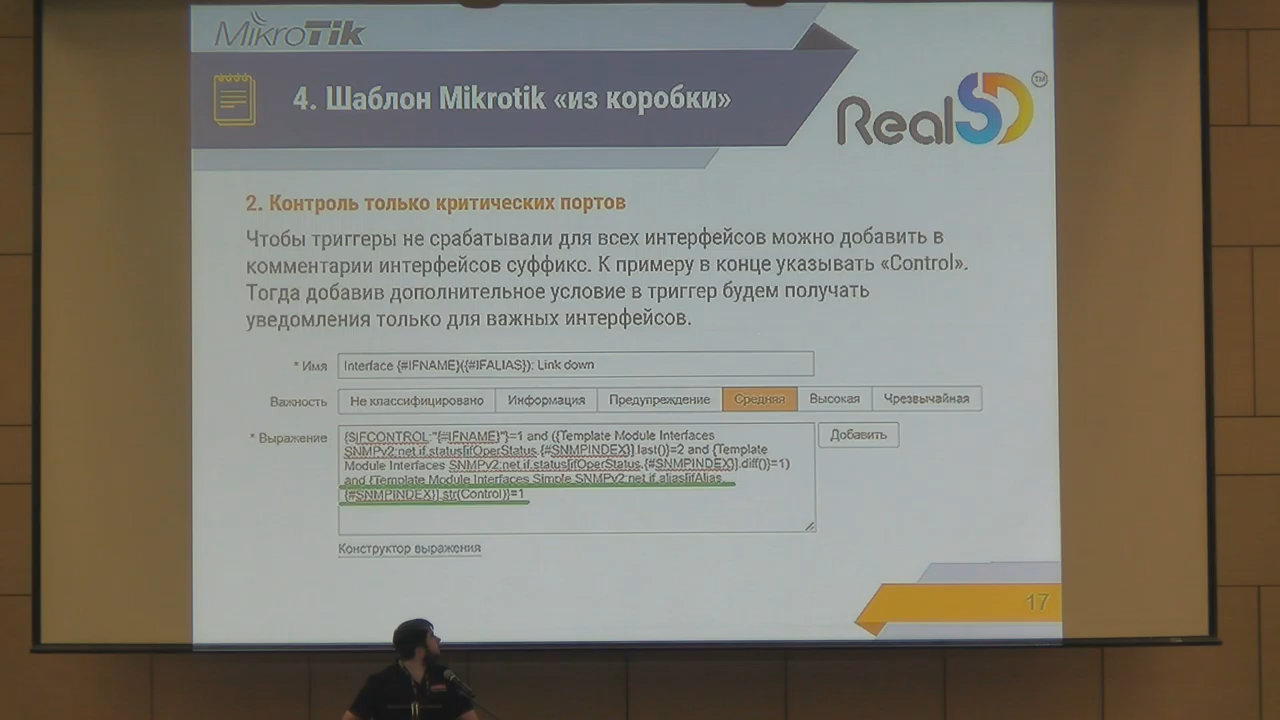 MikroTik
4. Шаблон Mikrotik «из коробки»
RealSD TM
2. Контроль только критических портов
Чтобы триггеры не срабатывали для всех интерфейсов можно добавить в
комментарии интерфейсов суффикс. К примеру в конце указывать «Control».
Тогда добавив дополнительное условие в триггер будем получать
уведомления только для важных интерфейсов.
* Имя Interface {#IFNAME}({#IFALIAS}): Link down
Важность Не классифицировано Информация Предупреждение Средняя Высокая Чрезвычайная
* Выражение {$IFCONTROL:"{#IFNAME}"}=1 and ({Template Module Interfaces
SNMPv2:net.if.status[ifOperStatus.{#SNMPINDEX}].last()}=2 and {Template
Module Interfaces SNMPv2:net.if.status[ifOperStatus.{#SNMPINDEX}].diff()}=1)
and {Template Module Interfaces Simple SNMPv2:net.if.alias[ifAlias.
{#SNMPINDEX}].str(Control)}=1
Добавить
Конструктор выражения
17